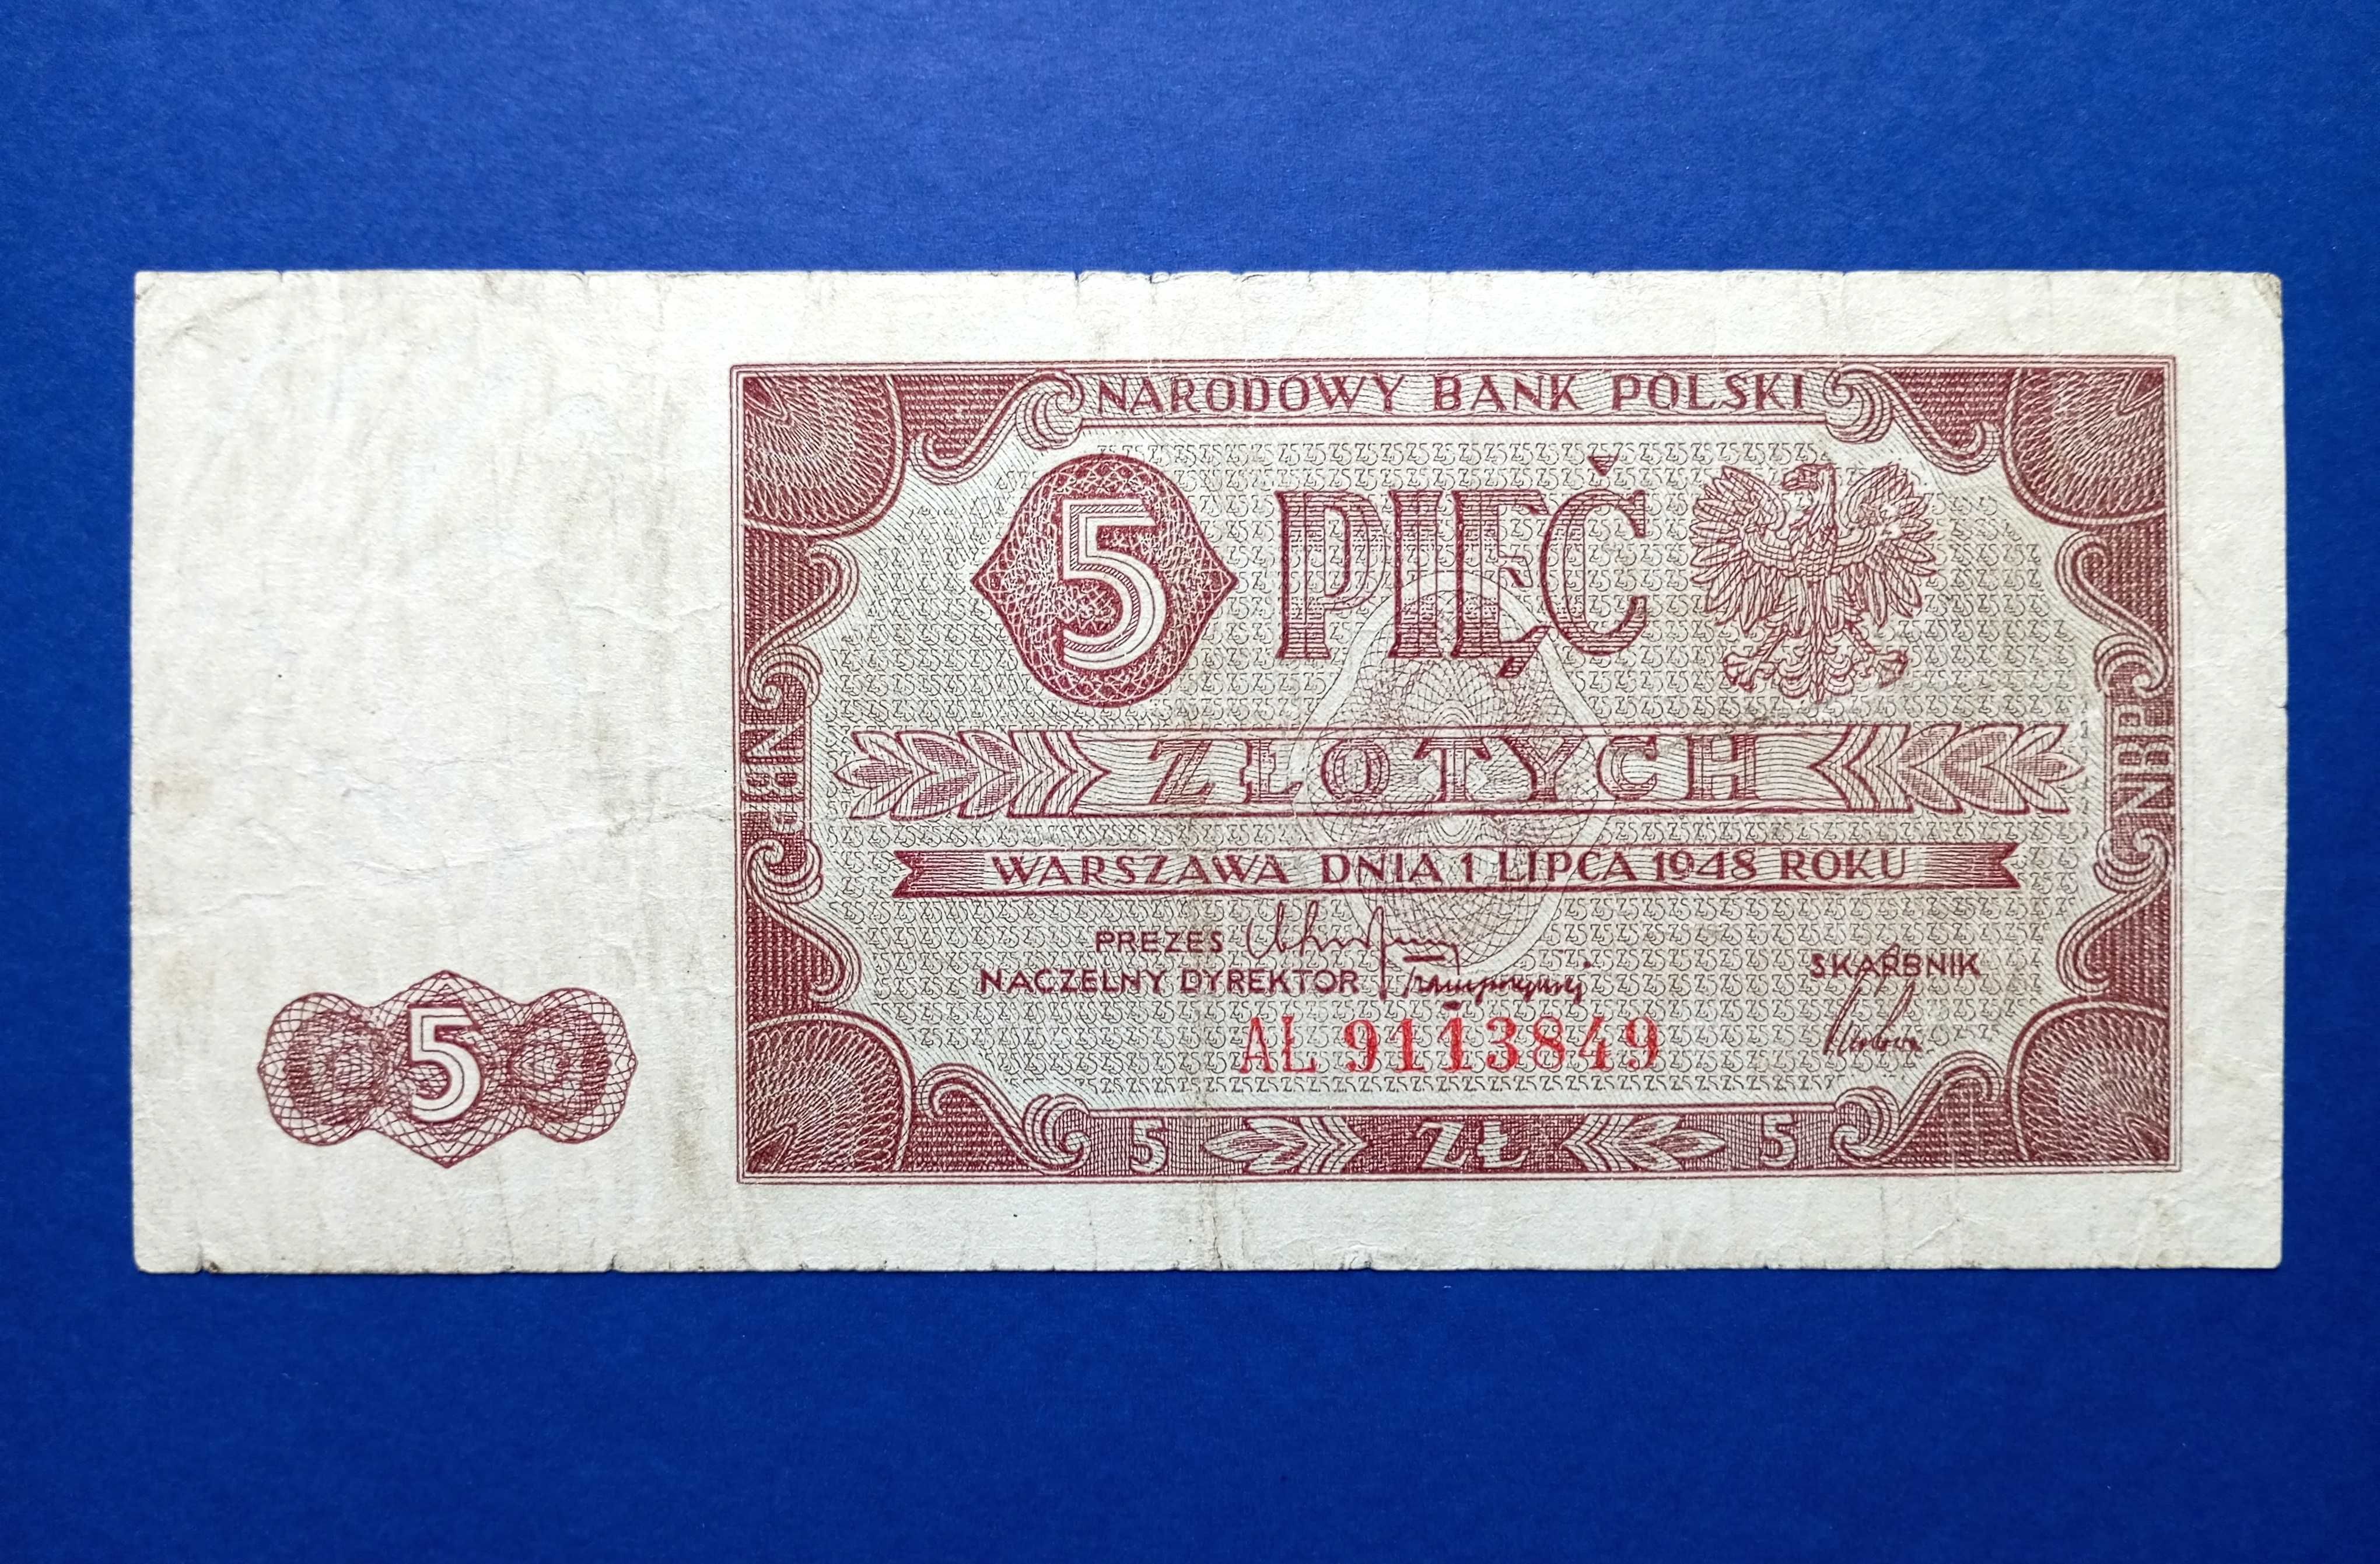 NARODOWY BANK POLSKI
5 PIĘĆ
ZŁOTYCH
NBP
NBP
WARSZAWA DNIA 1 LIPCA 1948 ROKU
PREZES
NACZELNY DYREKTOR
SKARBNIK
AŁ 9113849
5
5 ZŁ 5